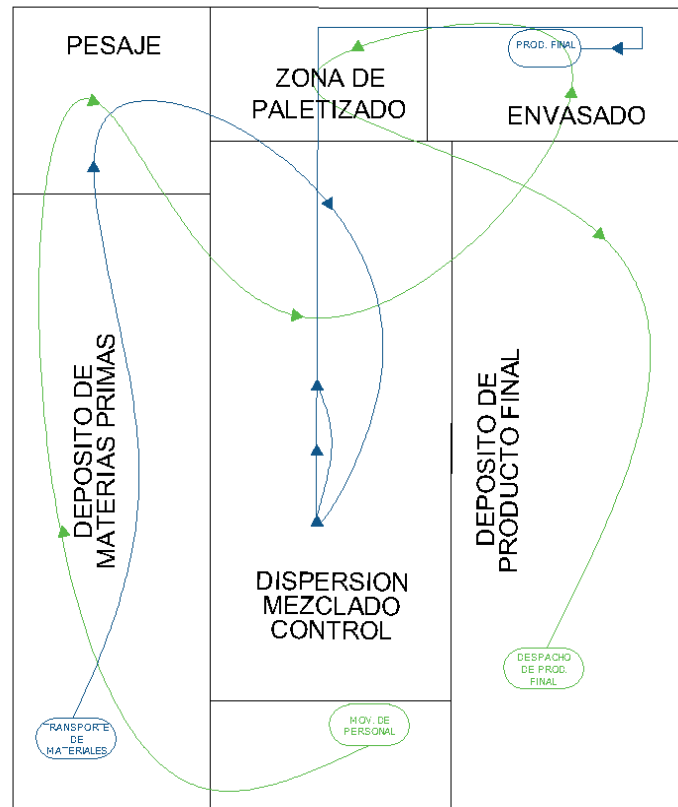 PESAJE
ZONA DE
PALETIZADO
PROD. FINAL
ENVASADO
DEPOSITO DE
MATERIAS PRIMAS
DEPOSITO DE
PRODUCTO FINAL
DISPERSION
MEZCLADO
CONTROL
DESPACHO
DE PROD.
FINAL
TRANSPORTE
DE
MATERIALES
MOV. DE
PERSONAL